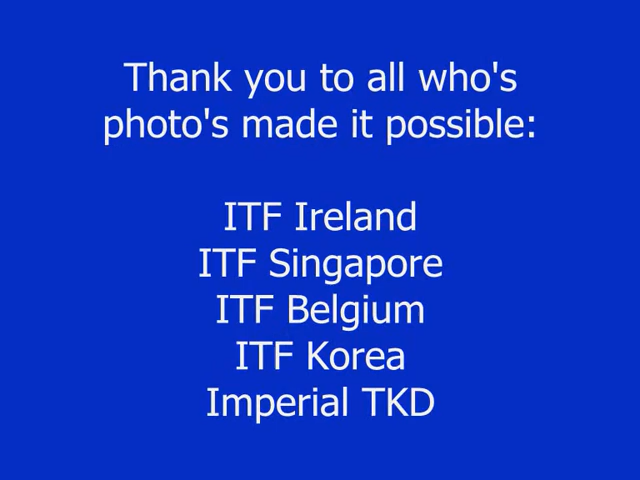 Thank you to all who's
photo's made it possible:
ITF Ireland
ITF Singapore
ITF Belgium
ITF Korea
Imperial TKD